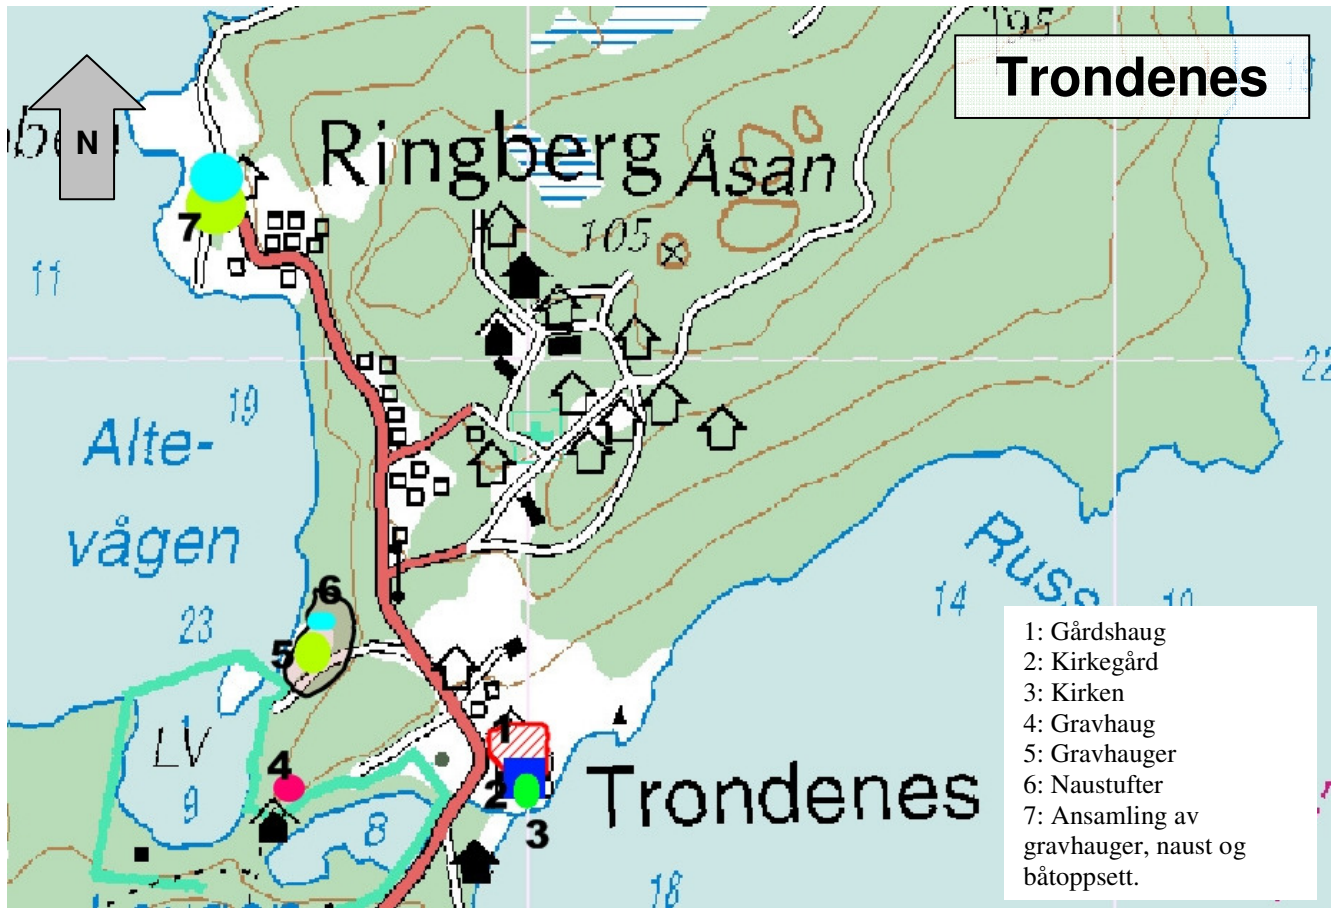 195
Trondenes
N
Ringberg
Åsan
7
105
11
22
19
Alte-
vågen
Russ
6
23
14
5
1: Gårdshaug
2: Kirkegård
3: Kirken
4: Gravhaug
5: Gravhauger
6: Naustufter
7: Ansamling av
gravhauger, naust og
båtoppsett.
LV
1
4
9
2
Trondenes
8
3
18